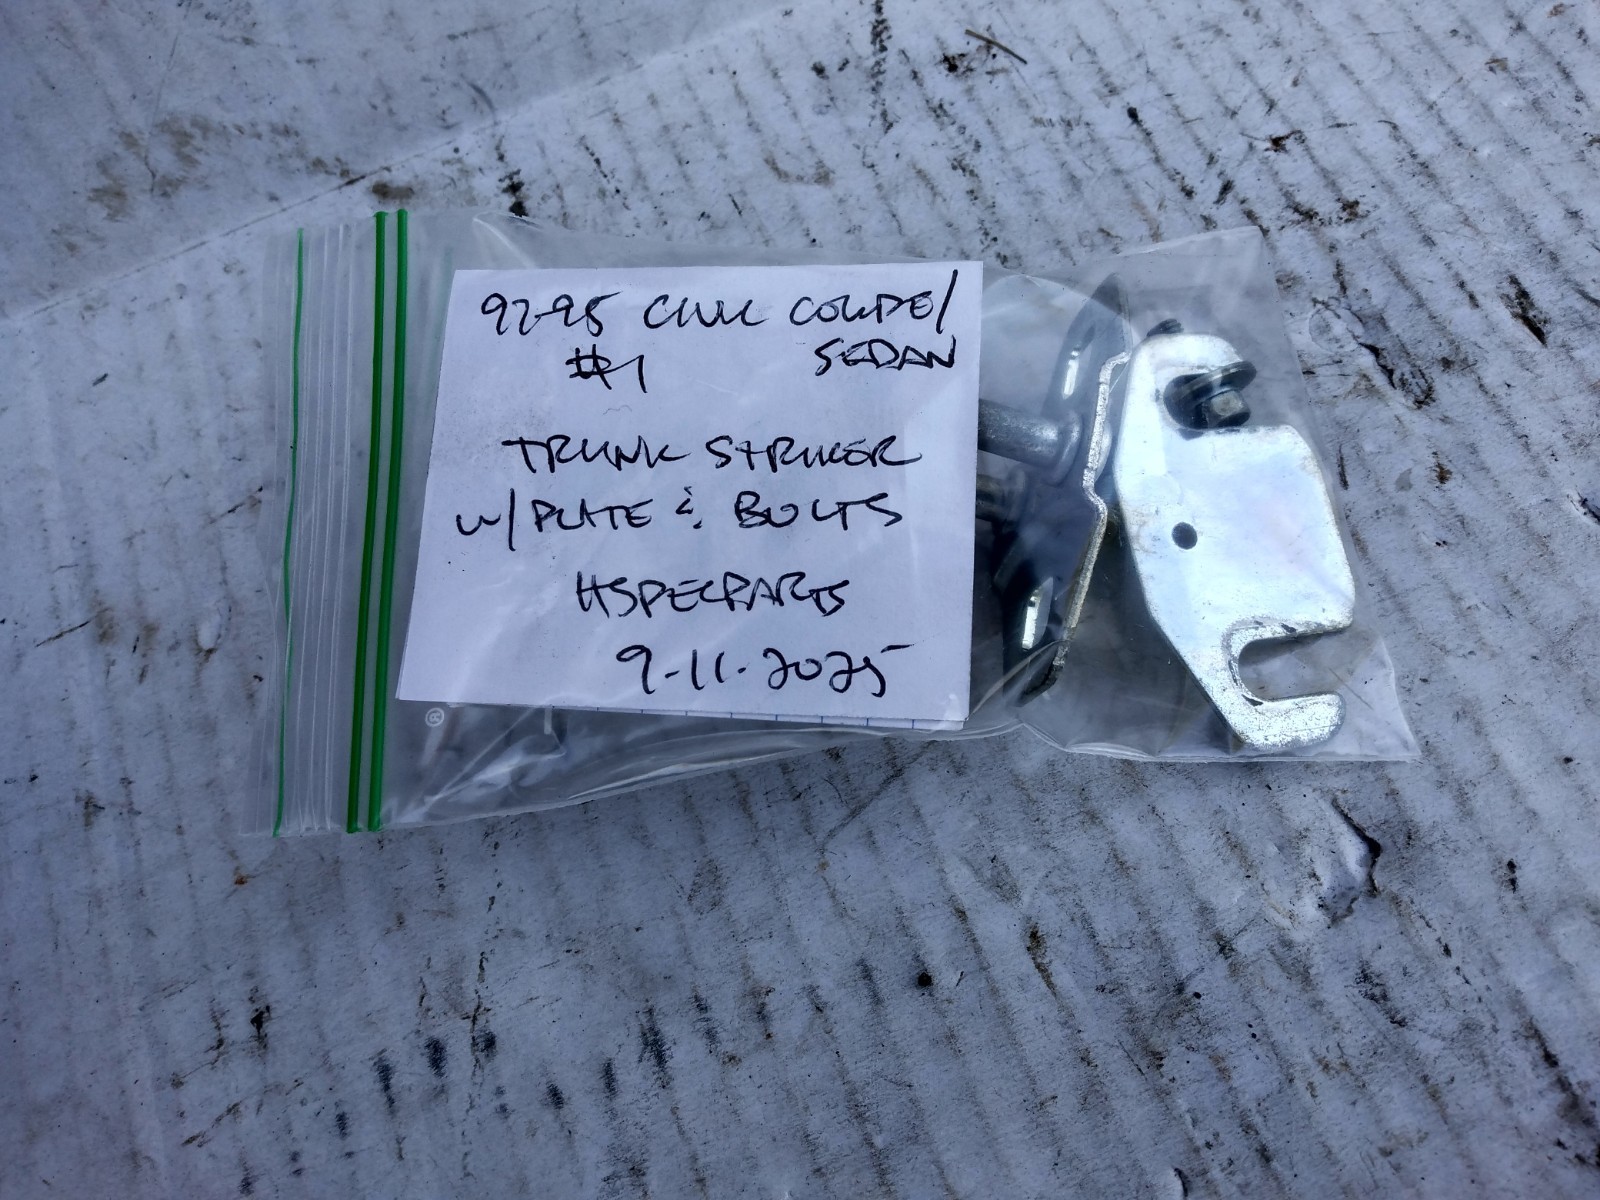 92-95 CIVIC COUPE/
#1 SEDAN
TRUNK STRIKER
W/ PLATE & BOLTS
HSPECPARTS
9-11-2025
®